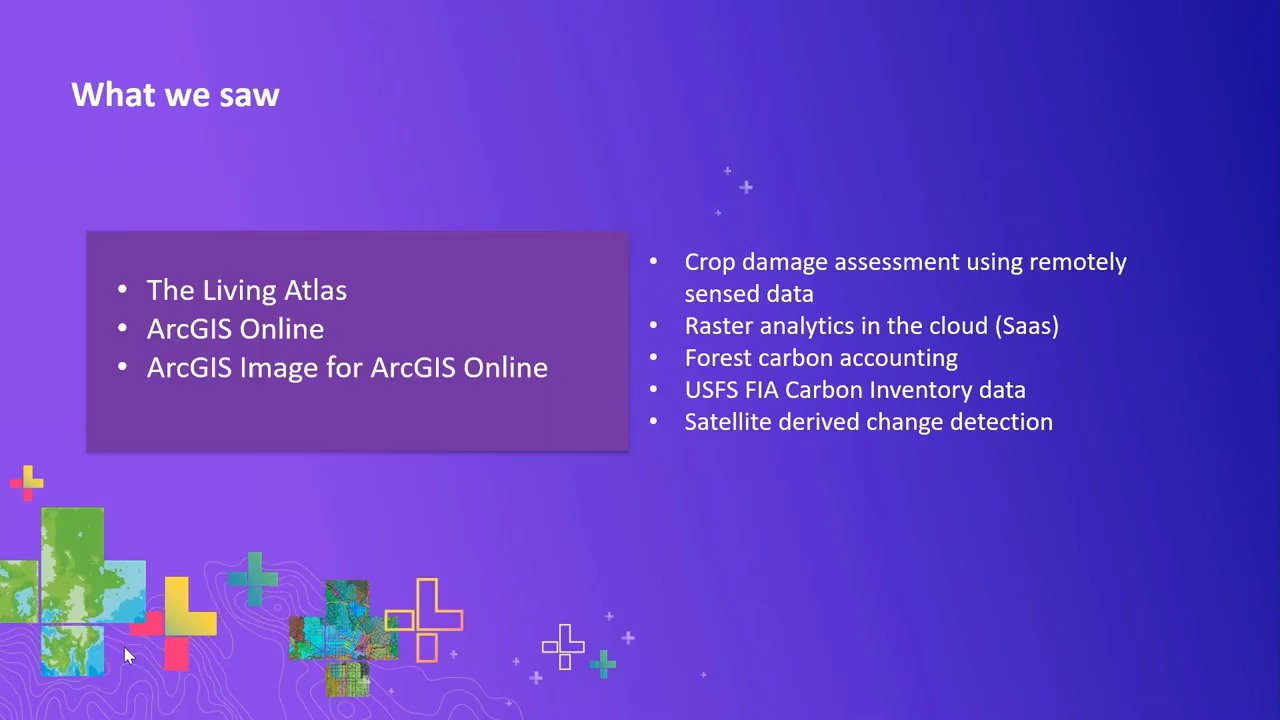 What we saw
• The Living Atlas
• ArcGIS Online
• ArcGIS Image for ArcGIS Online
• Crop damage assessment using remotely
sensed data
• Raster analytics in the cloud (Saas)
• Forest carbon accounting
• USFS FIA Carbon Inventory data
• Satellite derived change detection